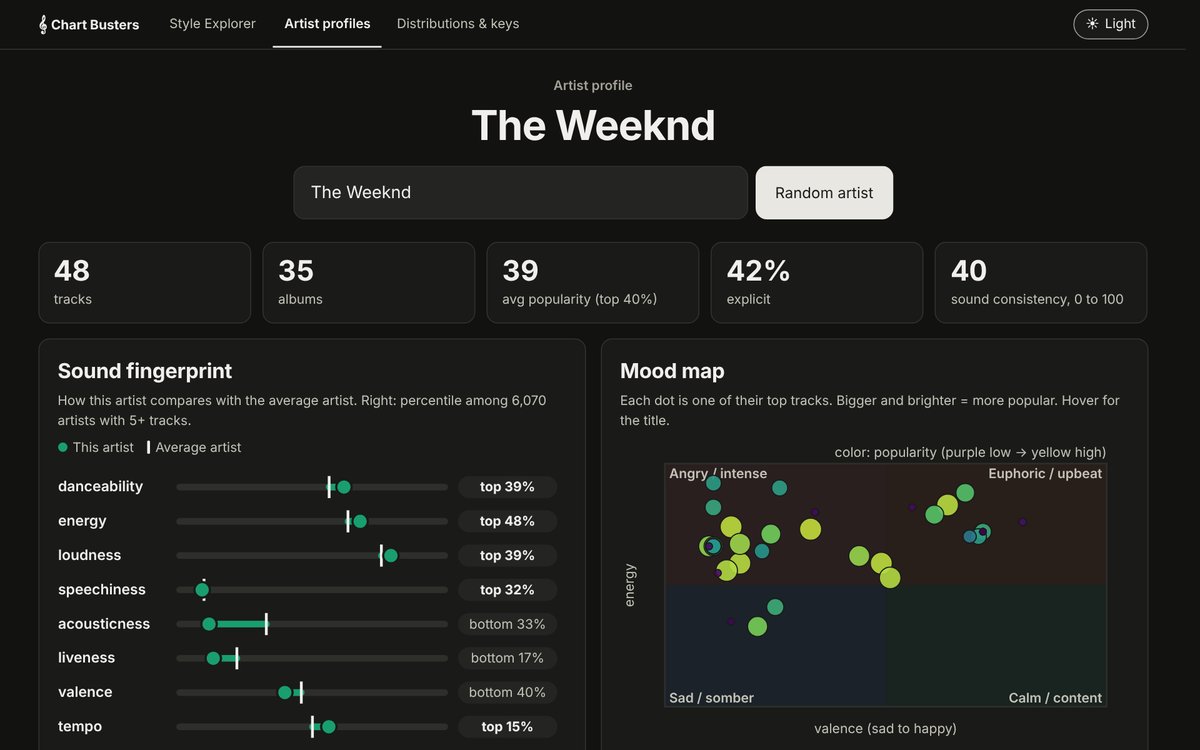 Chart Busters
Style Explorer
Artist profiles
Distributions & keys
Light
Artist profile
The Weeknd
The Weeknd
Random artist
48
tracks
35
albums
39
avg popularity (top 40%)
42%
explicit
40
sound consistency, 0 to 100
Sound fingerprint
How this artist compares with the average artist. Right: percentile among 6,070
artists with 5+ tracks.
This artist
Average artist
danceability
top 39%
energy
top 48%
loudness
top 39%
speechiness
top 32%
acousticness
bottom 33%
liveness
bottom 17%
valence
bottom 40%
tempo
top 15%
Mood map
Each dot is one of their top tracks. Bigger and brighter = more popular. Hover for
the title.
color: popularity (purple low → yellow high)
Angry / intense
Euphoric / upbeat
energy
Sad / somber
Calm / content
valence (sad to happy)